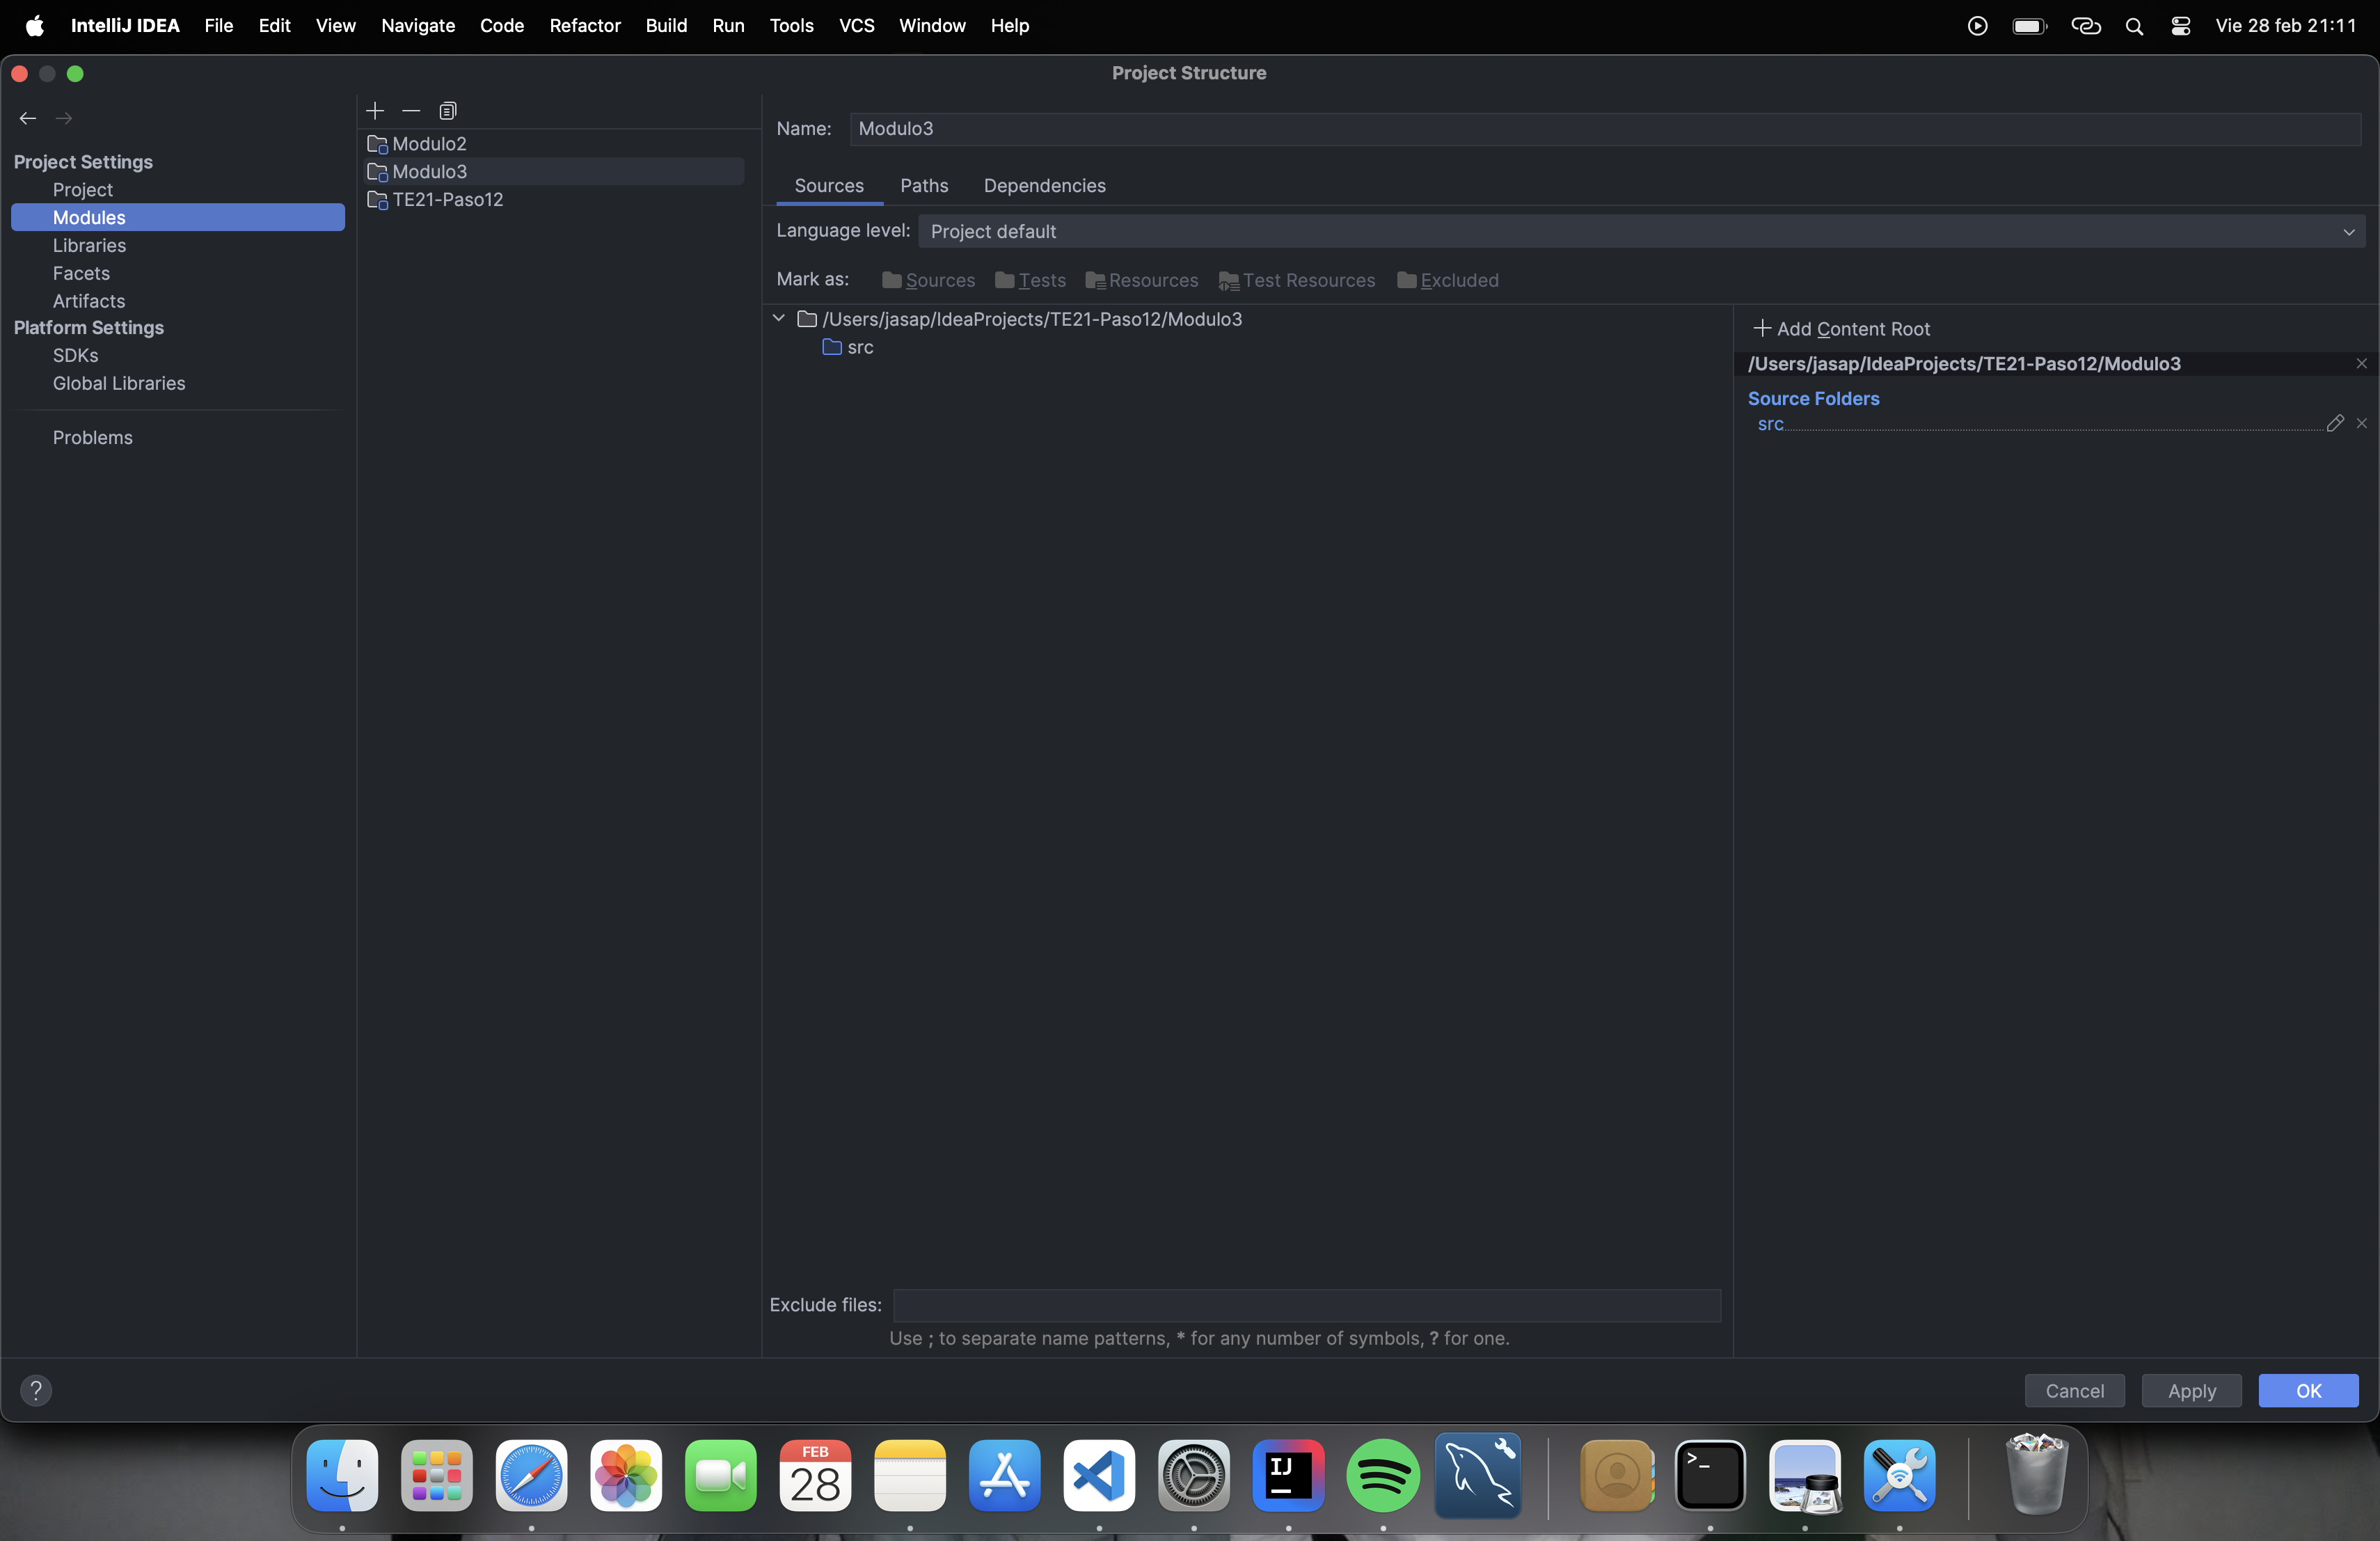 IntelliJ IDEA File Edit View Navigate Code Refactor Build Run Tools VCS Window Help Vie 28 feb 21:11
Project Structure
Project Settings
Project
Modules
Libraries
Facets
Artifacts
Platform Settings
SDKs
Global Libraries
Problems
Modulo2
Modulo3
TE21-Paso12
Name: Modulo3
Sources Paths Dependencies
Language level: Project default
Mark as: Sources Tests Resources Test Resources Excluded
/Users/jasap/IdeaProjects/TE21-Paso12/Modulo3
src
Add Content Root
/Users/jasap/IdeaProjects/TE21-Paso12/Modulo3
Source Folders
src
Exclude files:
Use ; to separate name patterns, * for any number of symbols, ? for one.
?
Cancel Apply OK
FEB
28
IJ
>_